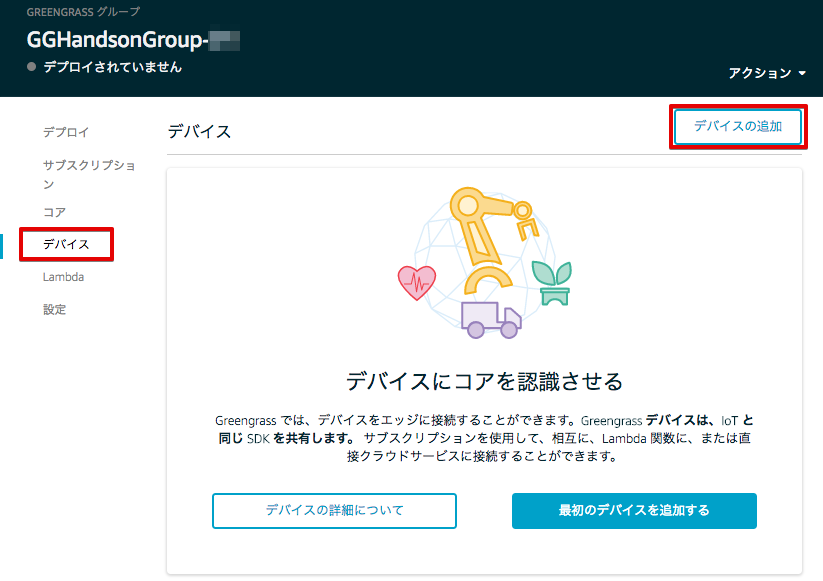 GREENGRASS グループ
GGHandsonGroup-
デプロイされていません
アクション
デプロイ
サブスクリプショ
ン
コア
デバイス
Lambda
設定
デバイス
デバイスの追加
デバイスにコアを認識させる
Greengrass では、デバイスをエッジに接続することができます。Greengrass デバイスは、IoT と
同じ SDK を共有します。 サブスクリプションを使用して、相互に、Lambda 関数に、または直
接クラウドサービスに接続することができます。
デバイスの詳細について
最初のデバイスを追加する